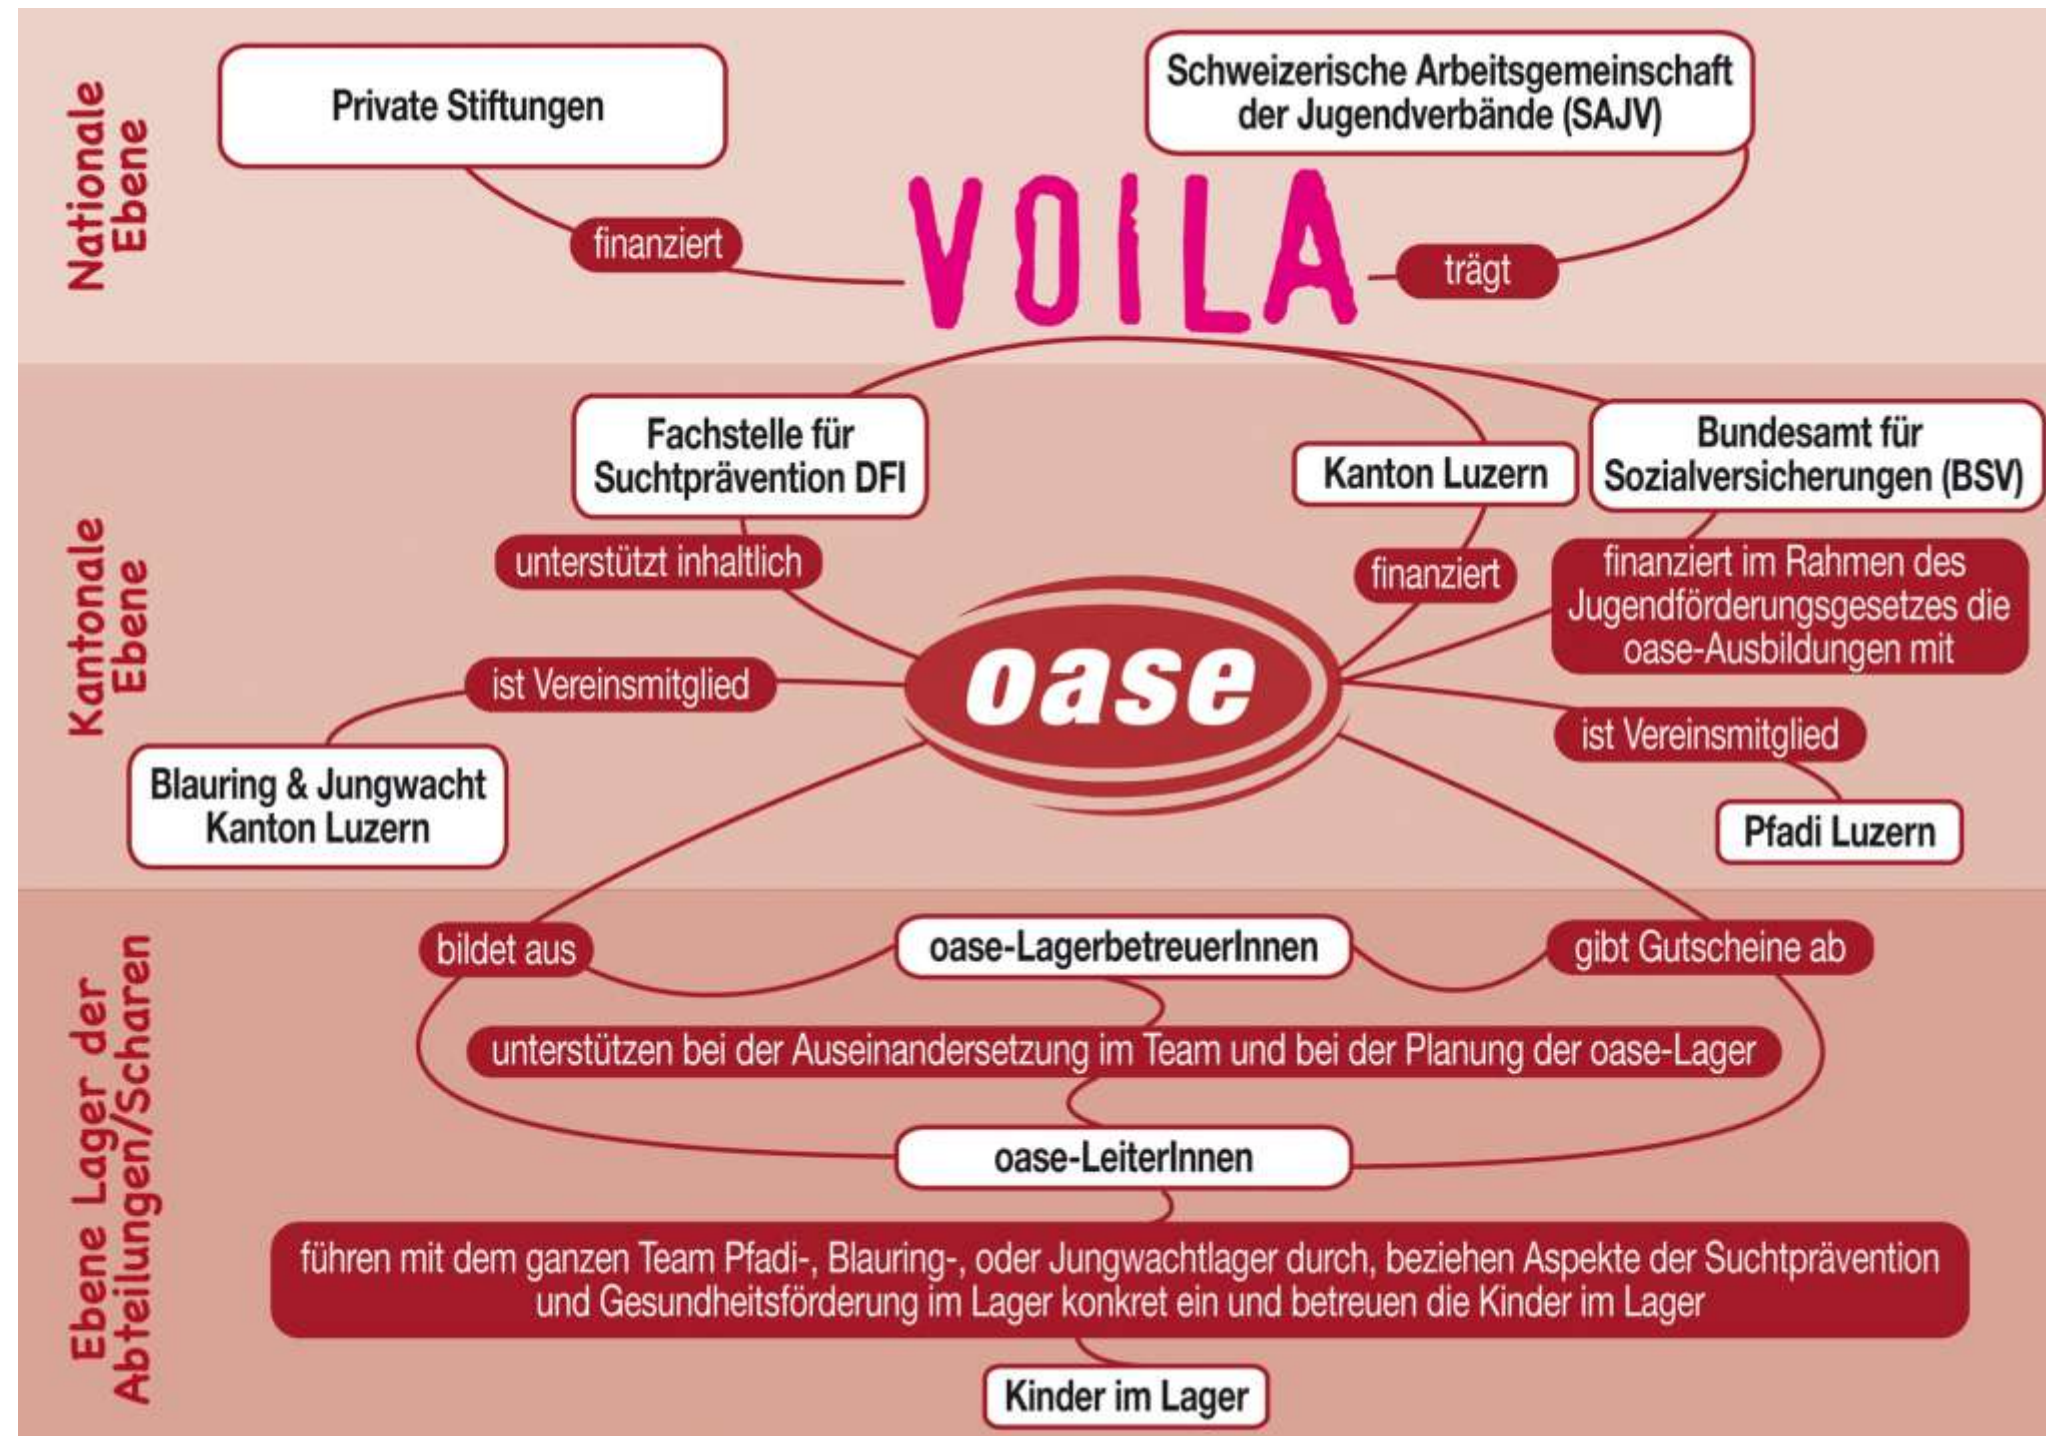 Nationale
Ebene
Private Stiftungen
Schweizerische Arbeitsgemeinschaft
der Jugendverbände (SAJV)
finanziert
VOILA
trägt
Kantonale
Ebene
Fachstelle für
Suchtprävention DFI
Kanton Luzern
Bundesamt für
Sozialversicherungen (BSV)
unterstützt inhaltlich
finanziert
finanziert im Rahmen des
Jugendförderungsgesetzes die
oase-Ausbildungen mit
oase
ist Vereinsmitglied
ist Vereinsmitglied
Blauring & Jungwacht
Kanton Luzern
Pfadi Luzern
Ebene Lager der
Abteilungen/Scharen
bildet aus
oase-LagerbetreuerInnen
gibt Gutscheine ab
unterstützen bei der Auseinandersetzung im Team und bei der Planung der oase-Lager
oase-LeiterInnen
führen mit dem ganzen Team Pfadi-, Blauring-, oder Jungwachtlager durch, beziehen Aspekte der Suchtprävention
und Gesundheitsförderung im Lager konkret ein und betreuen die Kinder im Lager
Kinder im Lager